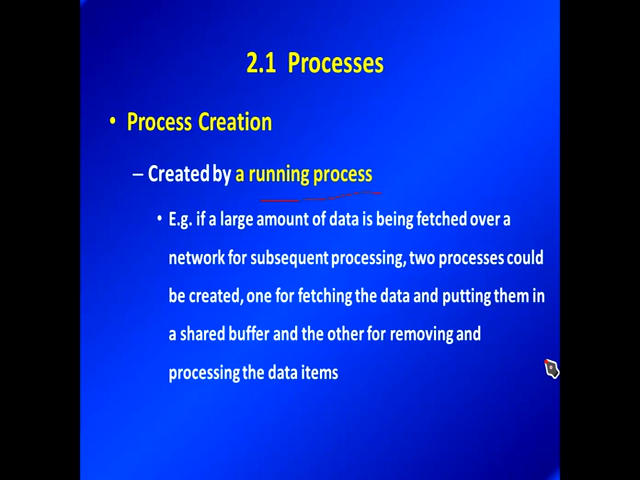 2.1 Processes
• Process Creation
– Created by a running process
• E.g. if a large amount of data is being fetched over a
network for subsequent processing, two processes could
be created, one for fetching the data and putting them in
a shared buffer and the other for removing and
processing the data items